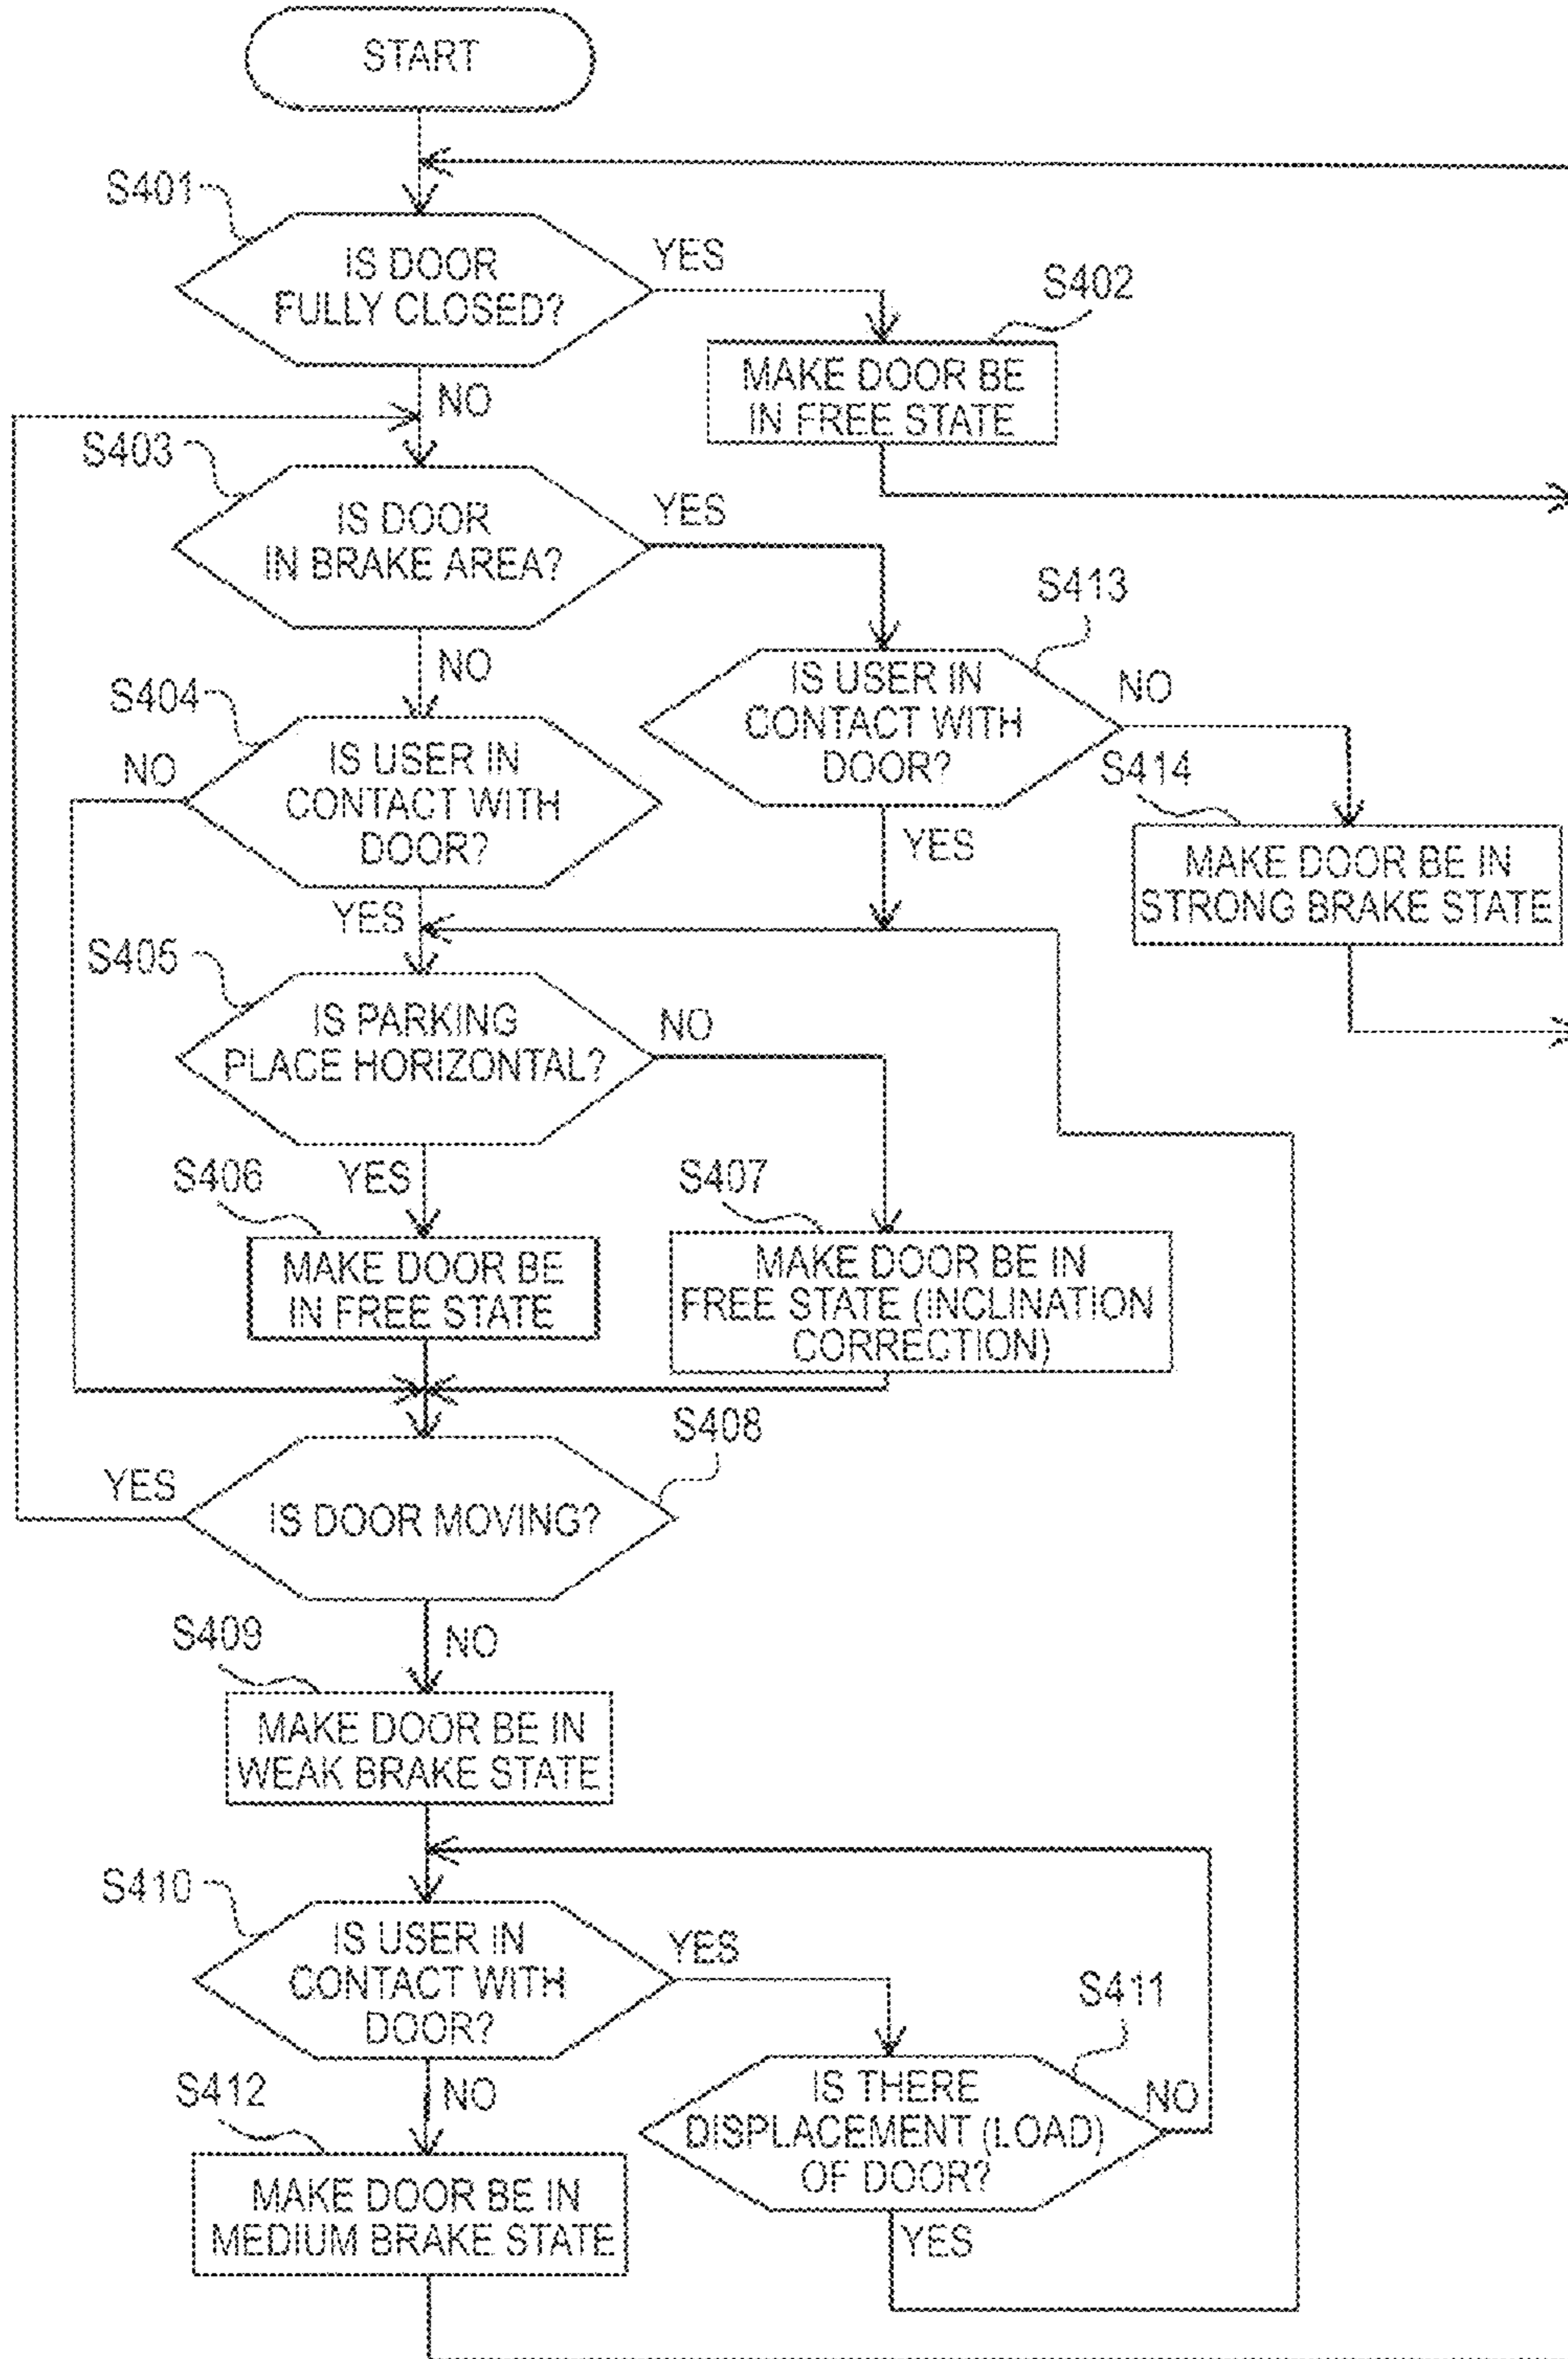 START
S401
IS DOOR
FULLY CLOSED?
YES
S402
MAKE DOOR BE
IN FREE STATE
NO
S403
IS DOOR
IN BRAKE AREA?
YES
S413
IS USER IN
CONTACT WITH
DOOR?
NO
S414
MAKE DOOR BE IN
STRONG BRAKE STATE
YES
NO
S404
NO
IS USER IN
CONTACT WITH
DOOR?
YES
S405
IS PARKING
PLACE HORIZONTAL?
NO
S406
YES
S407
MAKE DOOR BE
IN FREE STATE
MAKE DOOR BE IN
FREE STATE (INCLINATION
CORRECTION)
S408
YES
IS DOOR MOVING?
S409
NO
MAKE DOOR BE IN
WEAK BRAKE STATE
S410
IS USER IN
CONTACT WITH
DOOR?
YES
S411
IS THERE
DISPLACEMENT (LOAD)
OF DOOR?
NO
S412
NO
MAKE DOOR BE IN
MEDIUM BRAKE STATE
YES